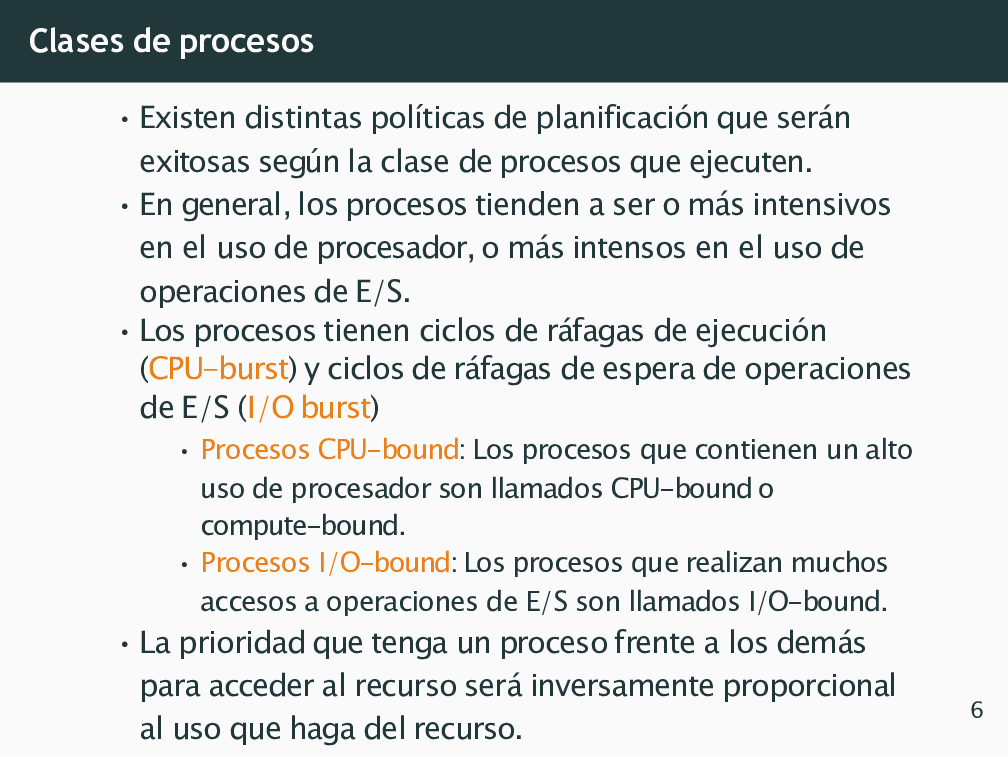 Clases de procesos
• Existen distintas políticas de planificación que serán
exitosas según la clase de procesos que ejecuten.
• En general, los procesos tienden a ser o más intensivos
en el uso de procesador, o más intensos en el uso de
operaciones de E/S.
• Los procesos tienen ciclos de ráfagas de ejecución
(CPU-burst) y ciclos de ráfagas de espera de operaciones
de E/S (I/O burst)
• Procesos CPU-bound: Los procesos que contienen un alto
uso de procesador son llamados CPU-bound o
compute-bound.
• Procesos I/O-bound: Los procesos que realizan muchos
accesos a operaciones de E/S son llamados I/O-bound.
• La prioridad que tenga un proceso frente a los demás
para acceder al recurso será inversamente proporcional
al uso que haga del recurso.
6